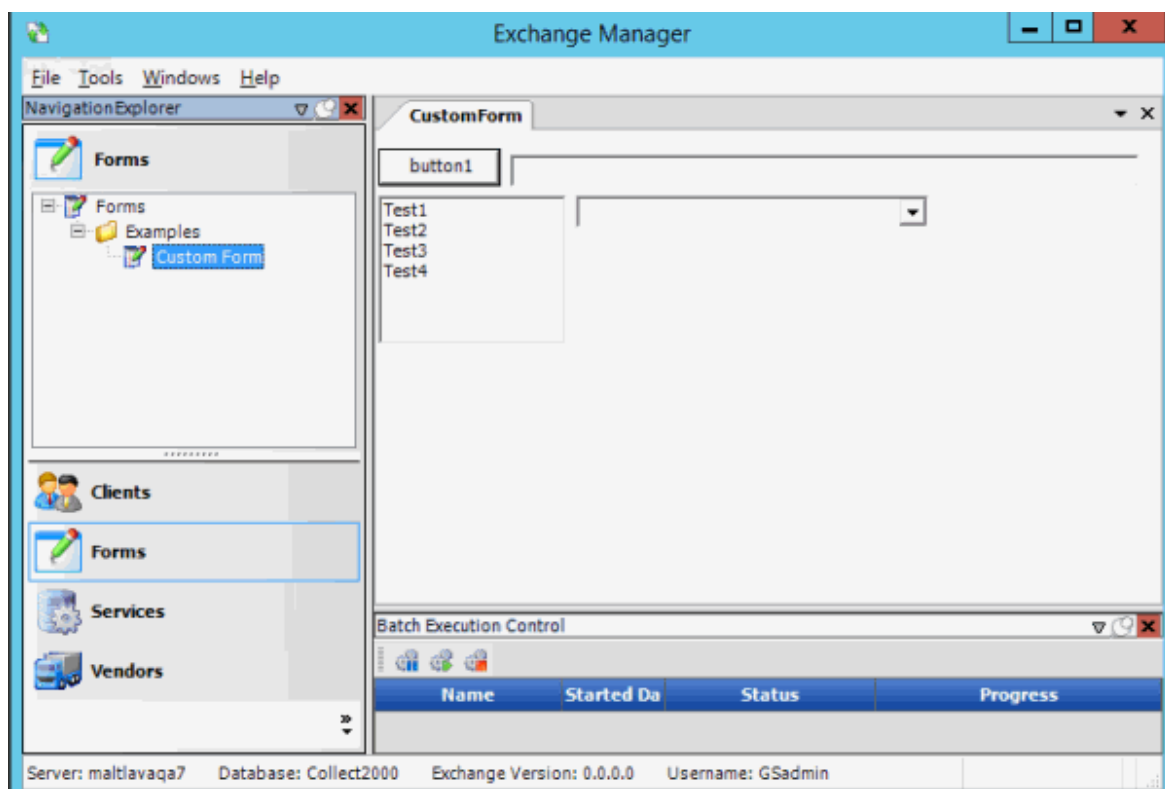 Exchange Manager
File Tools Windows Help
NavigationExplorer
Forms
Forms
Examples
Custom Form
Clients
Forms
Services
Vendors
CustomForm
button1
Test1
Test2
Test3
Test4
Batch Execution Control
Name Started Da Status Progress
Server: maltlavaqa7 Database: Collect2000 Exchange Version: 0.0.0.0 Username: GSadmin